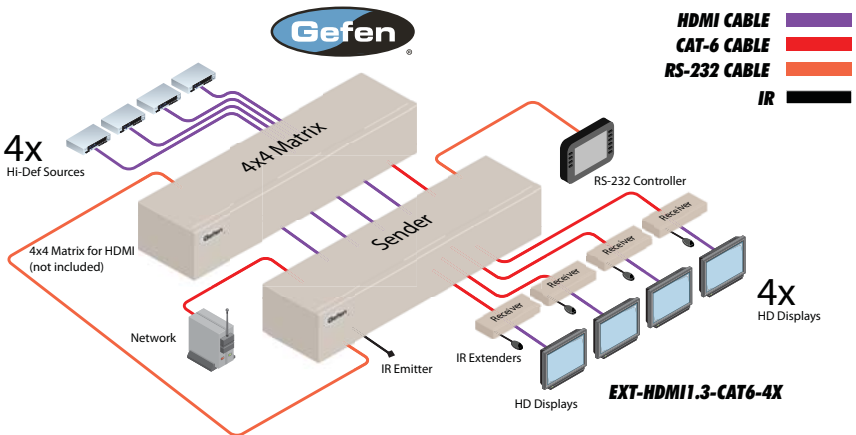 Gefen
®
HDMI CABLE
CAT-6 CABLE
RS-232 CABLE
IR
4x
Hi-Def Sources
4x4 Matrix
Gefen
Sender
Gefen
RS-232 Controller
4x4 Matrix for HDMI
(not included)
Receiver
Receiver
Receiver
Receiver
4x
HD Displays
Network
IR Emitter
IR Extenders
HD Displays
EXT-HDMI1.3-CAT6-4X